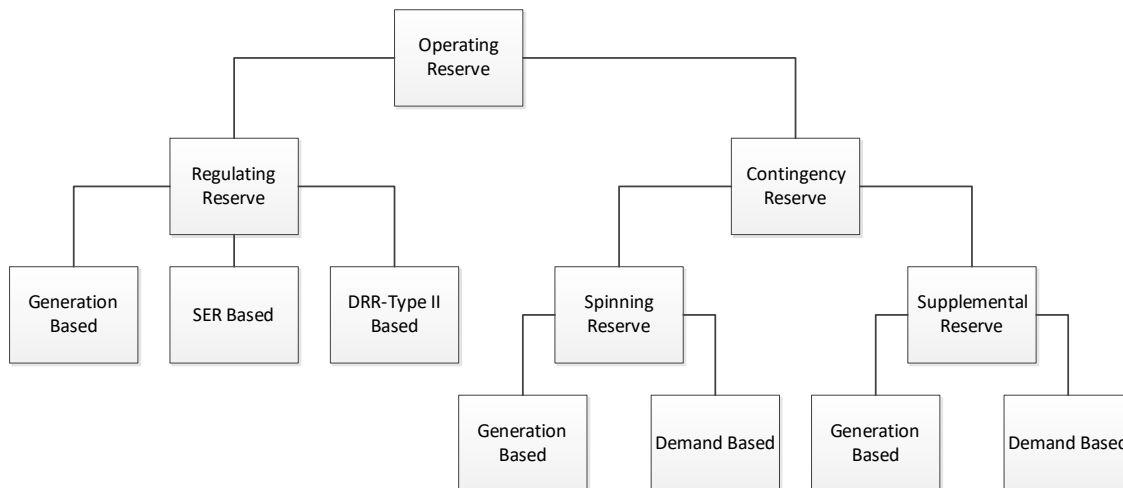 Operating
Reserve
Regulating
Reserve
Contingency
Reserve
Generation
Based
SER Based
DRR-Type II
Based
Spinning
Reserve
Supplemental
Reserve
Generation
Based
Demand Based
Generation
Based
Demand Based